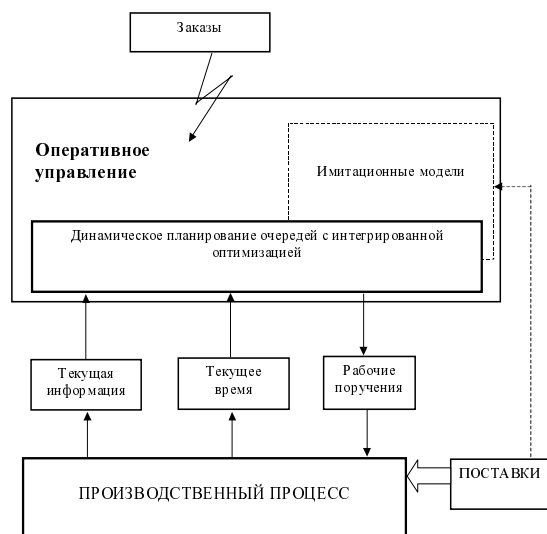 Заказы
Оперативное
управление
Имитационные модели
Динамическое планирование очередей с интегрированной
оптимизацией
Текущая
информация
Текущее
время
Рабочие
поручения
ПОСТАВКИ
ПРОИЗВОДСТВЕННЫЙ ПРОЦЕСС